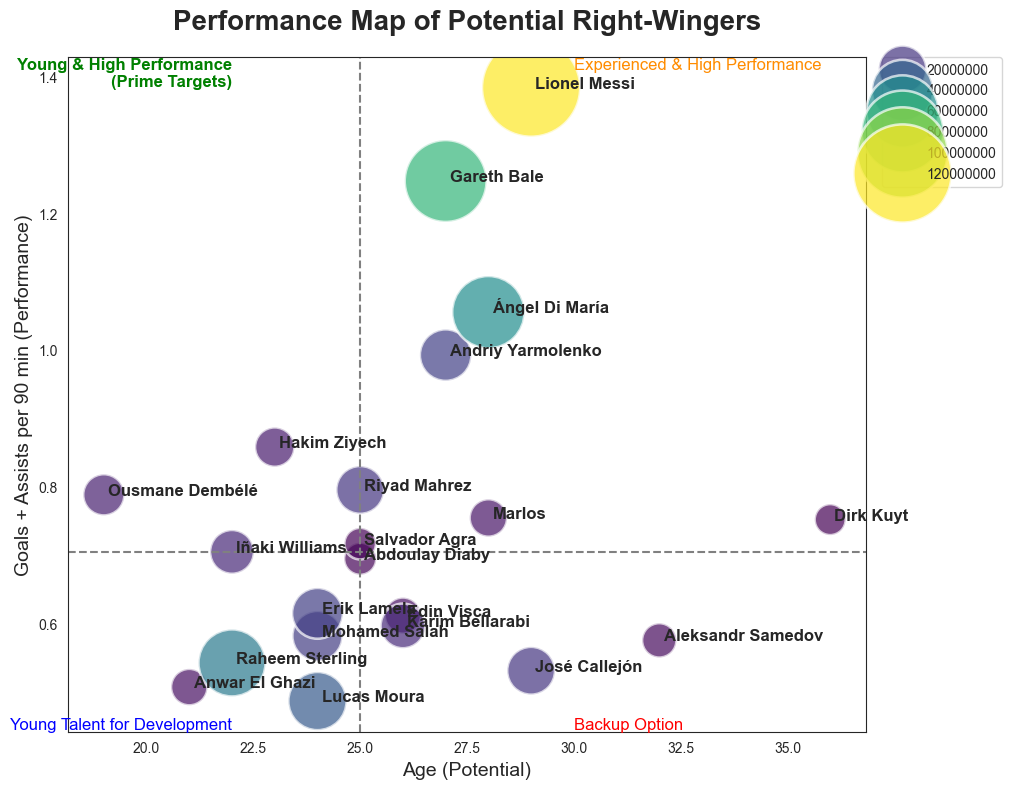 Performance Map of Potential Right-Wingers
Young & High Performance
(Prime Targets)
Experienced & High Performance
20000000
40000000
60000000
80000000
100000000
120000000
Goals + Assists per 90 min (Performance)
1.4
1.2
1.0
0.8
0.6
Lionel Messi
Gareth Bale
Ángel Di María
Andriy Yarmolenko
Hakim Ziyech
Ousmane Dembélé
Riyad Mahrez
Marlos
Dirk Kuyt
Salvador Agra
Iñaki Williams
Abdoulay Diaby
Erik Lamela
Edin Visca
Karim Bellarabi
Mohamed Salah
Aleksandr Samedov
Raheem Sterling
José Callejón
Anwar El Ghazi
Lucas Moura
Young Talent for Development
Backup Option
20.0
22.5
25.0
27.5
30.0
32.5
35.0
Age (Potential)